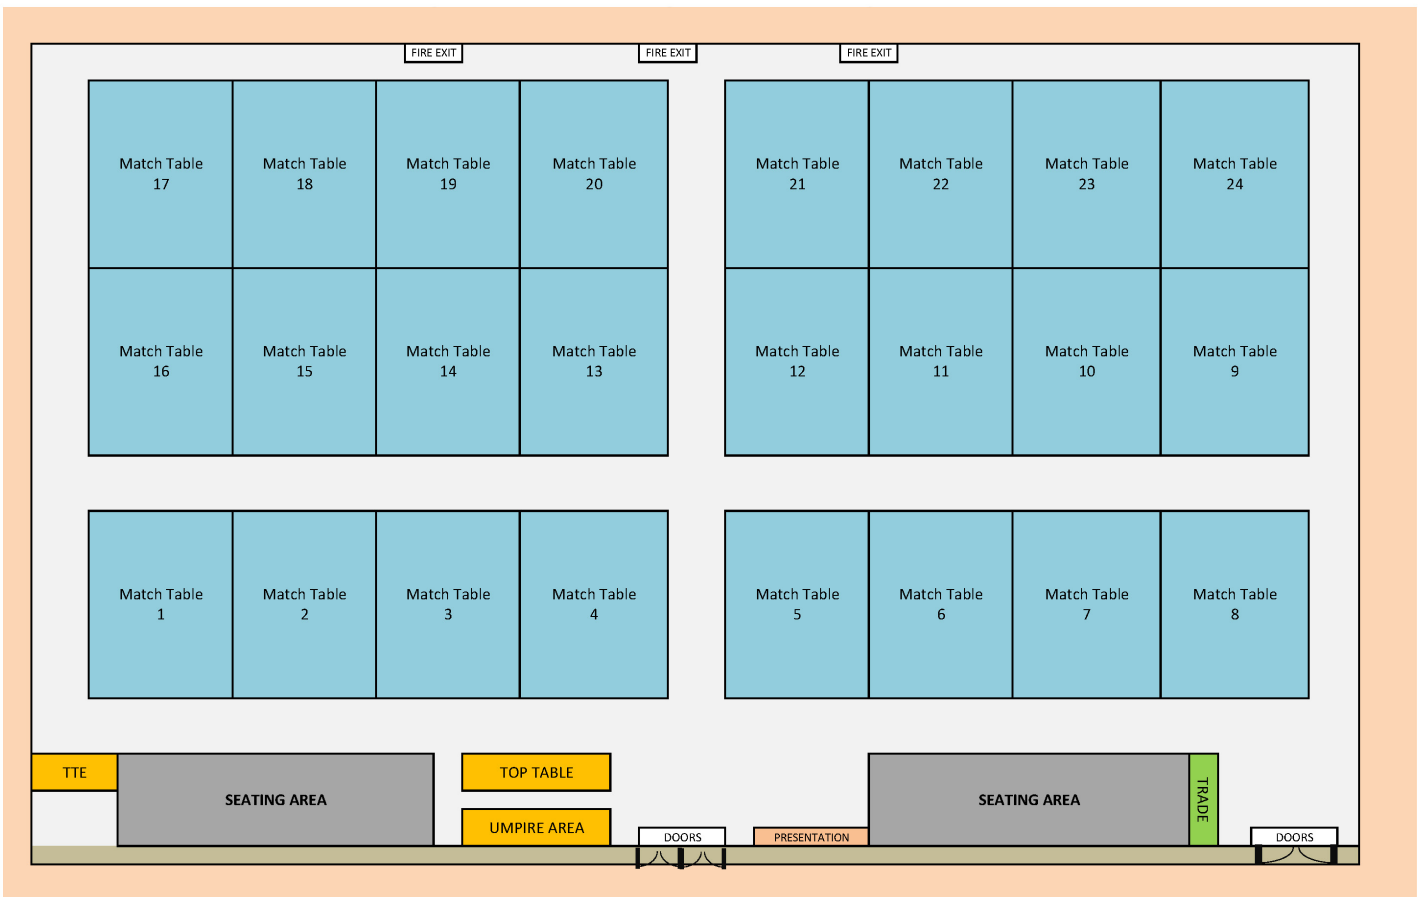 FIRE EXIT
FIRE EXIT
FIRE EXIT
Match Table
17
Match Table
18
Match Table
19
Match Table
20
Match Table
21
Match Table
22
Match Table
23
Match Table
24
Match Table
16
Match Table
15
Match Table
14
Match Table
13
Match Table
12
Match Table
11
Match Table
10
Match Table
9
Match Table
1
Match Table
2
Match Table
3
Match Table
4
Match Table
5
Match Table
6
Match Table
7
Match Table
8
TTE
SEATING AREA
TOP TABLE
UMPIRE AREA
DOORS
PRESENTATION
SEATING AREA
TRADE
DOORS